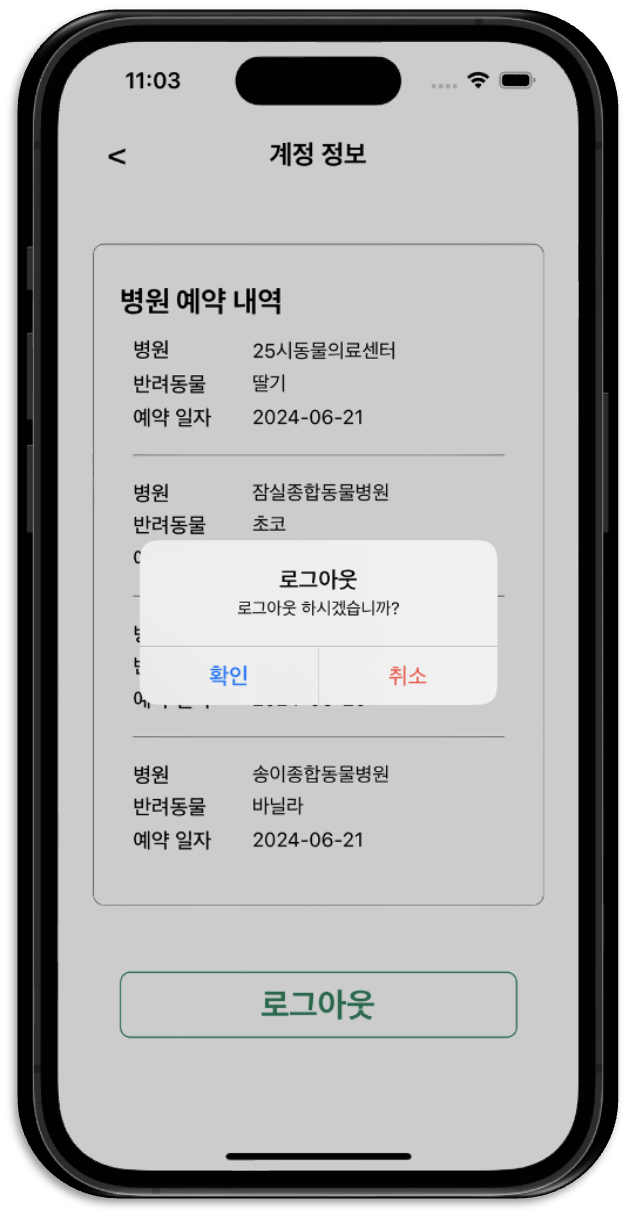 11:03
< 계정 정보
병원 예약 내역
병원 25시동물의료센터
반려동물 딸기
예약 일자 2024-06-21
병원 잠실종합동물병원
반려동물 초코
로그아웃
로그아웃 하시겠습니까?
확인 취소
병원 송이종합동물병원
반려동물 바닐라
예약 일자 2024-06-21
로그아웃